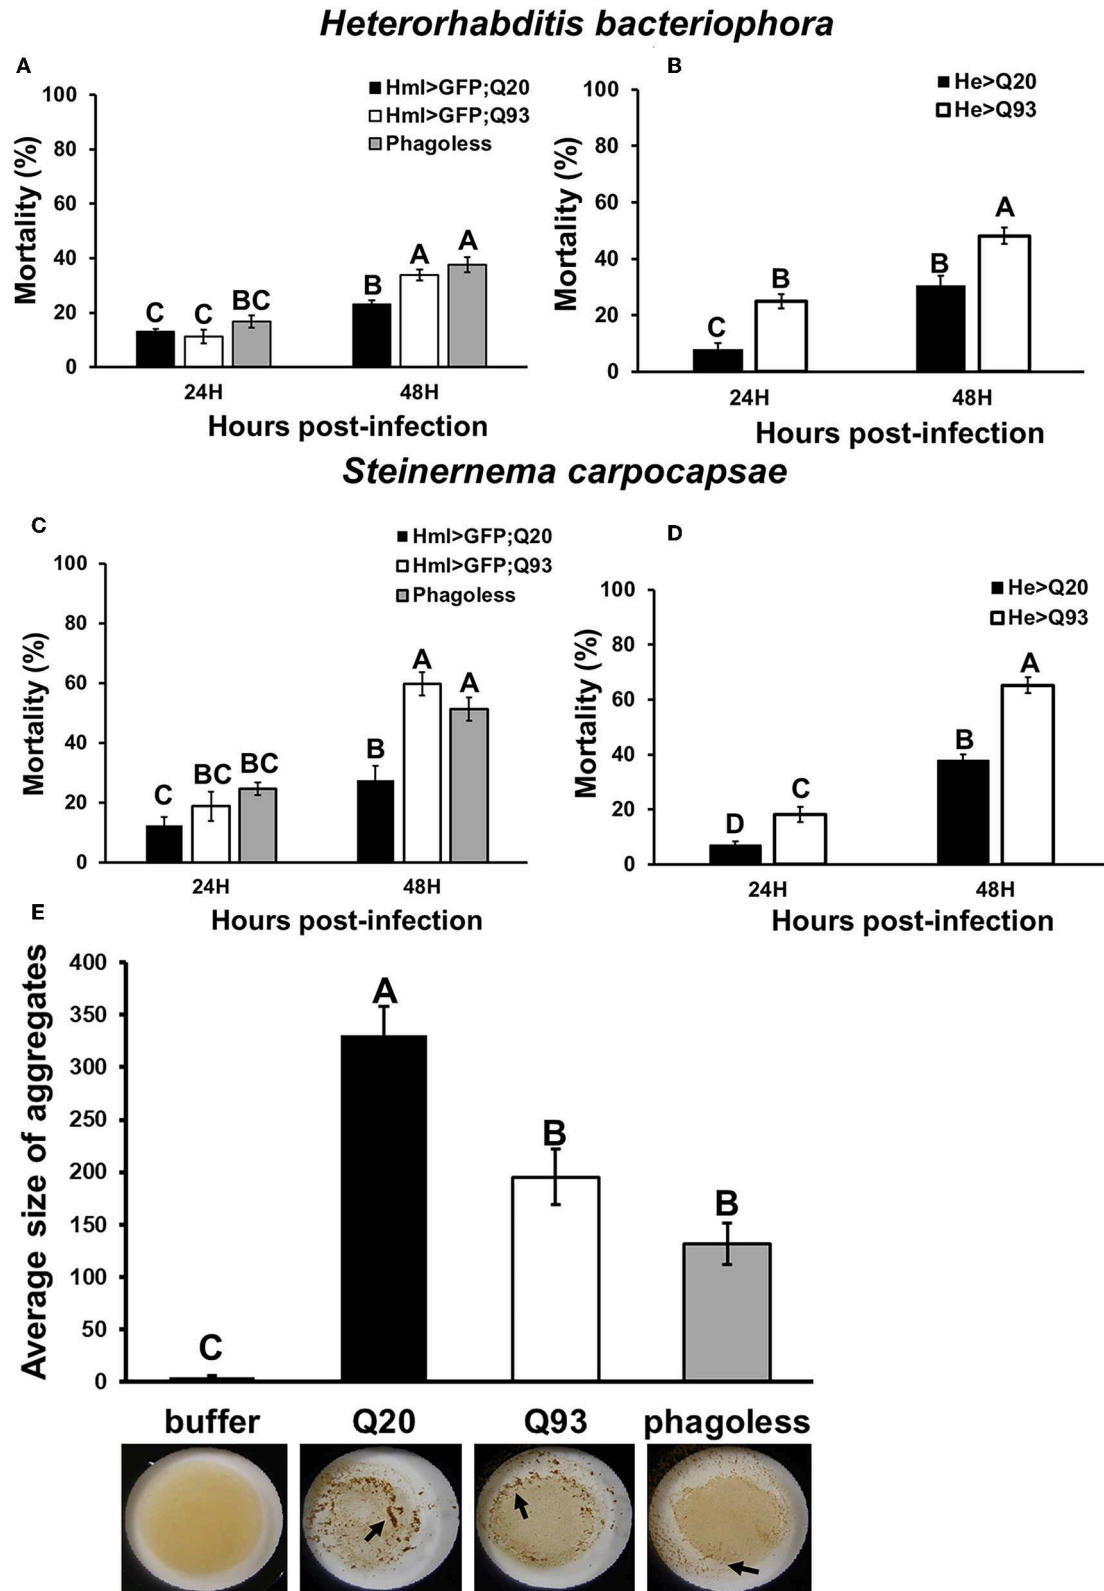 Heterorhabditis bacteriophora
A
Hml>GFP;Q20
Hml>GFP;Q93
Phagoless
Mortality (%)
100
80
60
40
20
0
C
C
BC
B
A
A
24H
48H
Hours post-infection
B
He>Q20
He>Q93
Mortality (%)
100
80
60
40
20
0
C
B
B
A
24H
48H
Hours post-infection
Steinernema carpocapsae
C
Hml>GFP;Q20
Hml>GFP;Q93
Phagoless
Mortality (%)
100
80
60
40
20
0
C
BC
BC
B
A
A
24H
48H
Hours post-infection
D
He>Q20
He>Q93
Mortality (%)
100
80
60
40
20
0
D
C
B
A
24H
48H
Hours post-infection
E
Average size of aggregates
400
350
300
250
200
150
100
50
0
C
A
B
B
buffer
Q20
Q93
phagoless